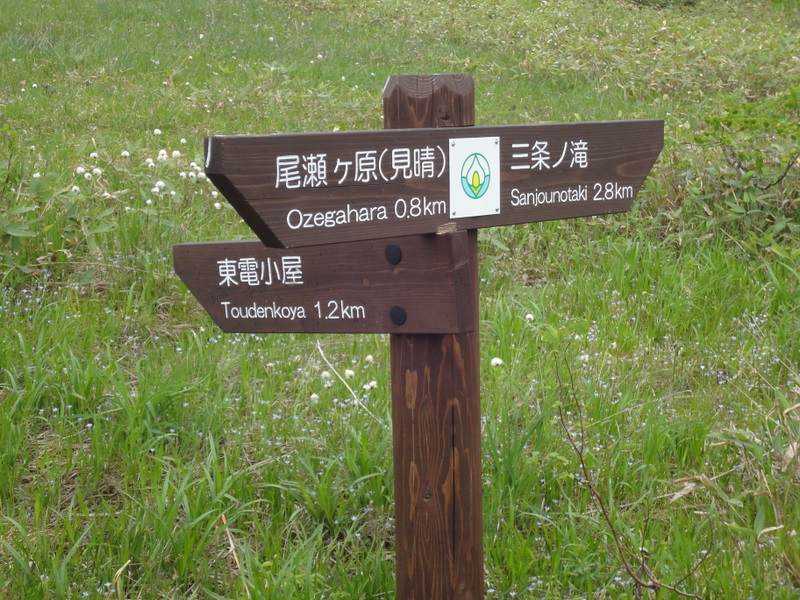 尾瀬ヶ原(見晴)
Ozegahara 0.8km
三条ノ滝
Sanjounotaki 2.8km
東電小屋
Toudenkoya 1.2km